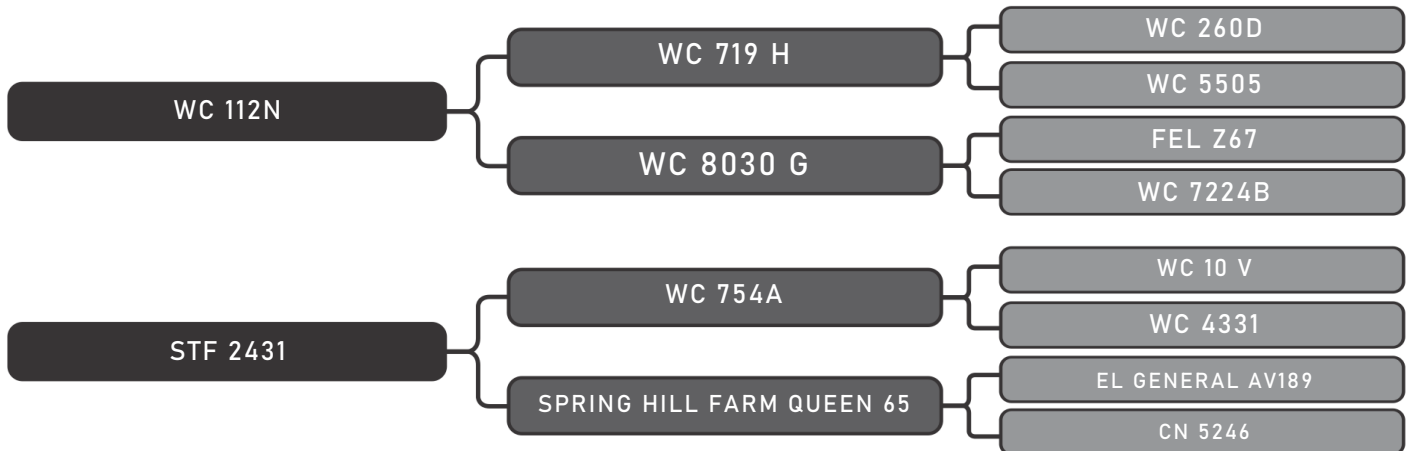 WC 112N
WC 719 H
WC 260D
WC 5505
WC 8030 G
FEL Z67
WC 7224B
STF 2431
WC 754A
WC 10 V
WC 4331
SPRING HILL FARM QUEEN 65
EL GENERAL AV189
CN 5246